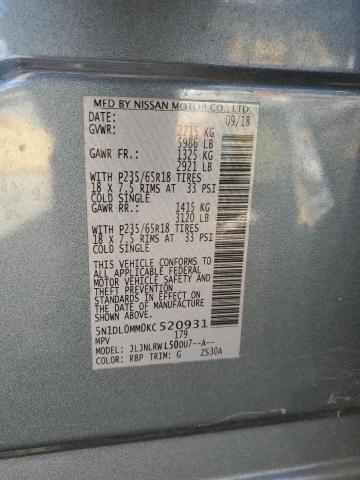 MFD BY NISSAN MOTOR CO., LTD
DATE: 09/18
GVWR: 2715 KG
5986 LB
GAWR FR.: 1325 KG
2921 LB
WITH P235/65R18 TIRES
18 X 7.5 RIMS AT 33 PSI
COLD SINGLE
GAWR RR.: 1415 KG
3120 LB
WITH P235/65R18 TIRES
18 X 7.5 RIMS AT 33 PSI
COLD SINGLE
THIS VEHICLE CONFORMS TO
ALL APPLICABLE FEDERAL
MOTOR VEHICLE SAFETY AND
THEFT PREVENTION
STANDARDS IN EFFECT ON
THE DATE OF MANUFACTURE
SHOWN ABOVE.
5N1DL0MM0KC520931
MPV 179
MODEL: JLJNLRWL50DU7--A--
COLOR: RBP TRIM: G ZS30A